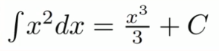 ∫x²dx = x³/3 + C